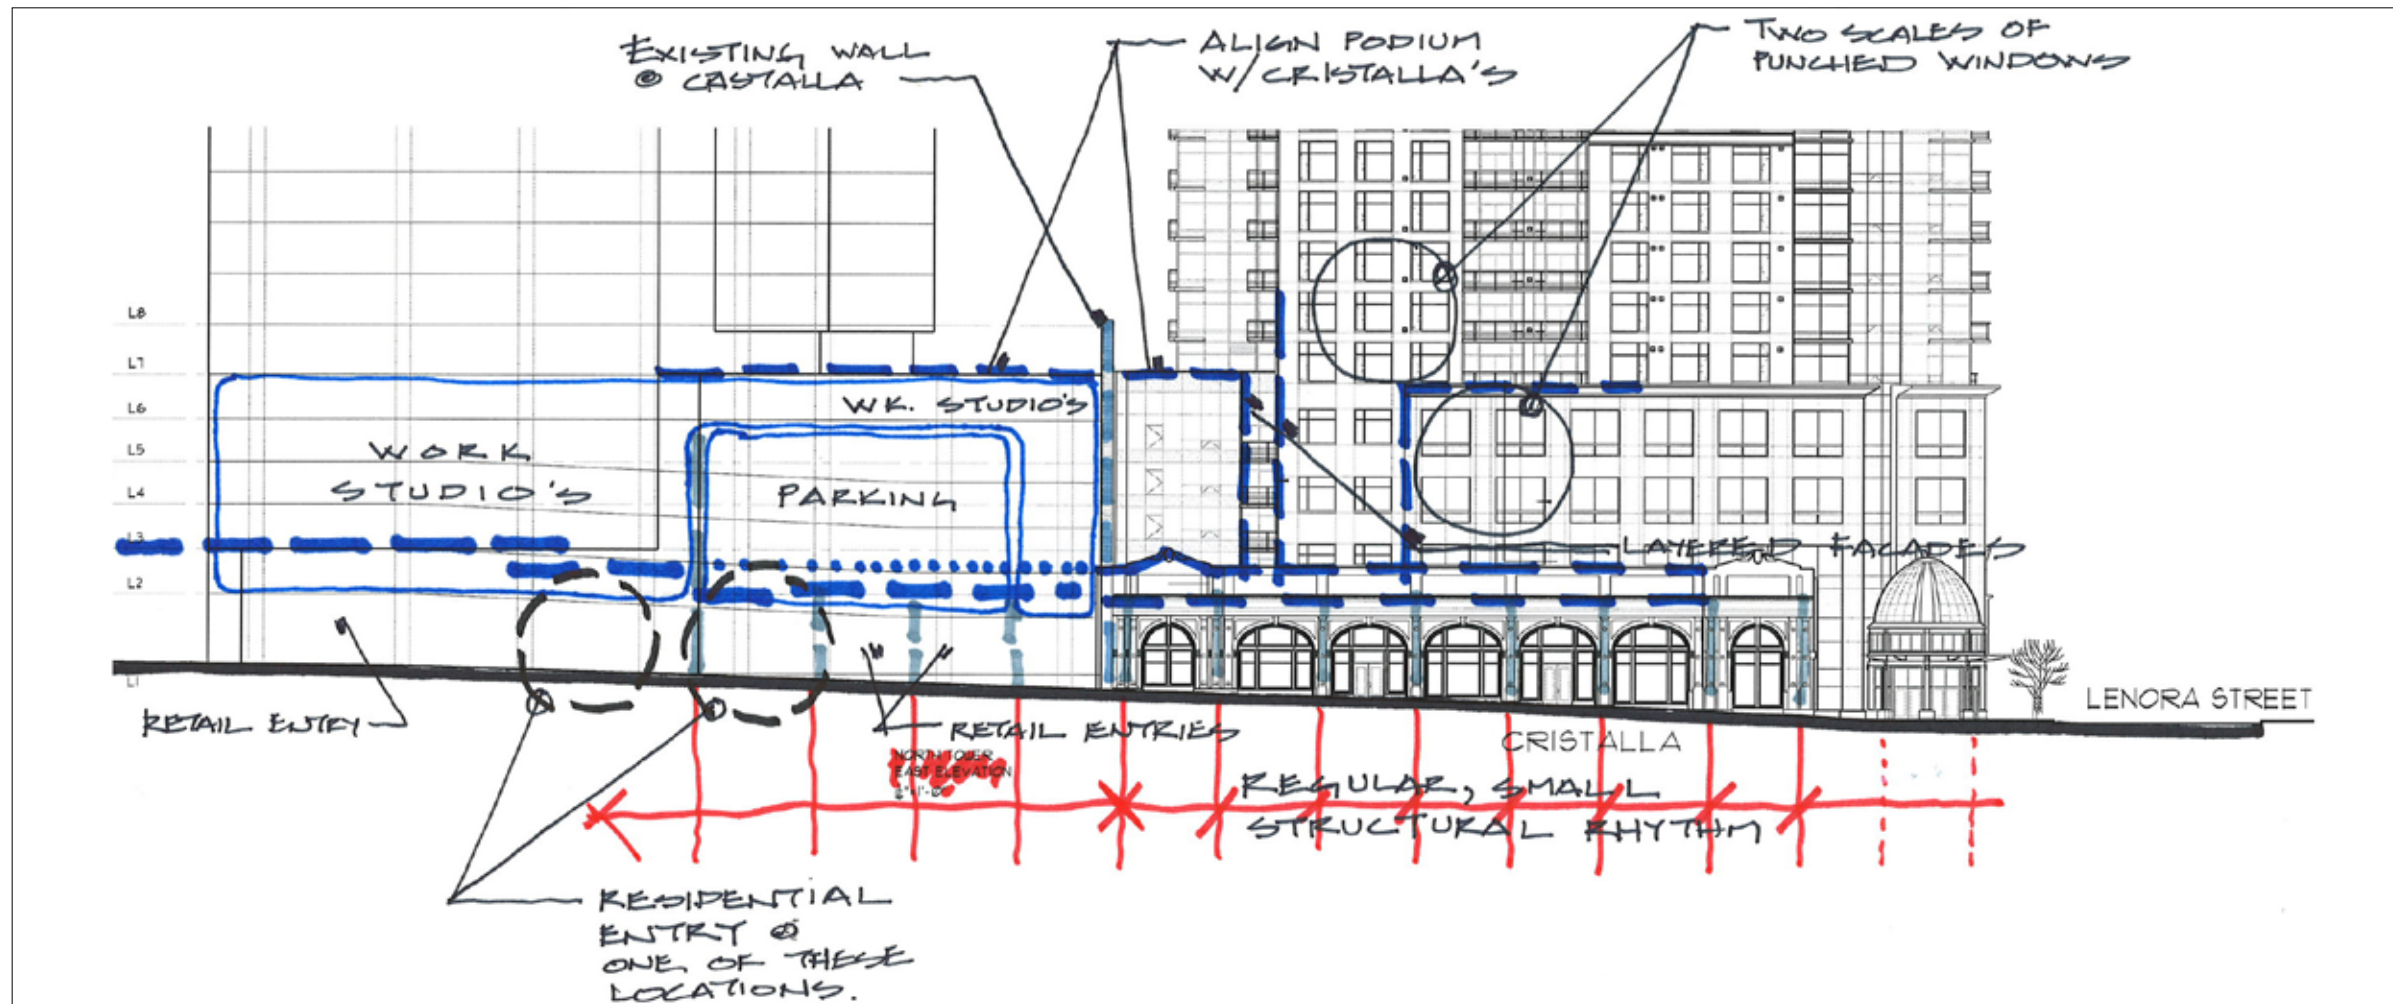 EXISTING WALL
@ CASTALLA
ALIGN PODIUM
W/CRISTALLA'S
TWO SCALES OF
PUNCHED WINDOWS
L8
L7
L6
L5
L4
L3
L2
L1
WK. STUDIO'S
WORK
STUDIO'S
PARKING
LAYERED FACADES
RETAIL ENTRY
RETAIL ENTRIES
NORTH TOWER
EAST ELEVATION
CRISTALLA
LENORA STREET
REGULAR, SMALL
STRUCTURAL RHYTHM
RESIDENTIAL
ENTRY @
ONE OF THESE
LOCATIONS.